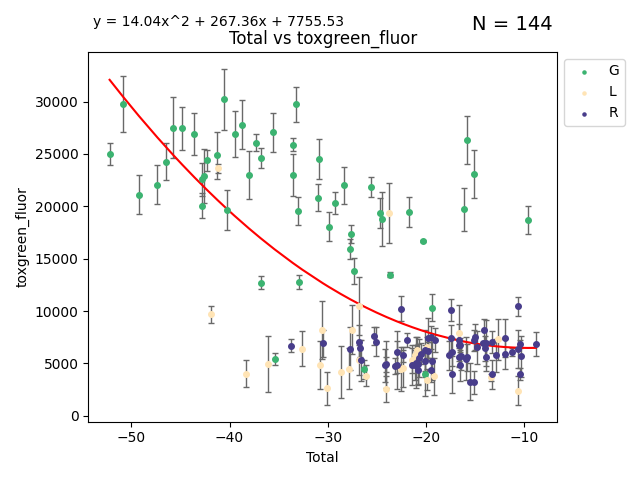 y = 14.04x^2 + 267.36x + 7755.53
N = 144
Total vs toxgreen_fluor
G
L
R
30000
25000
20000
15000
10000
5000
0
toxgreen_fluor
−50
−40
−30
−20
−10
Total